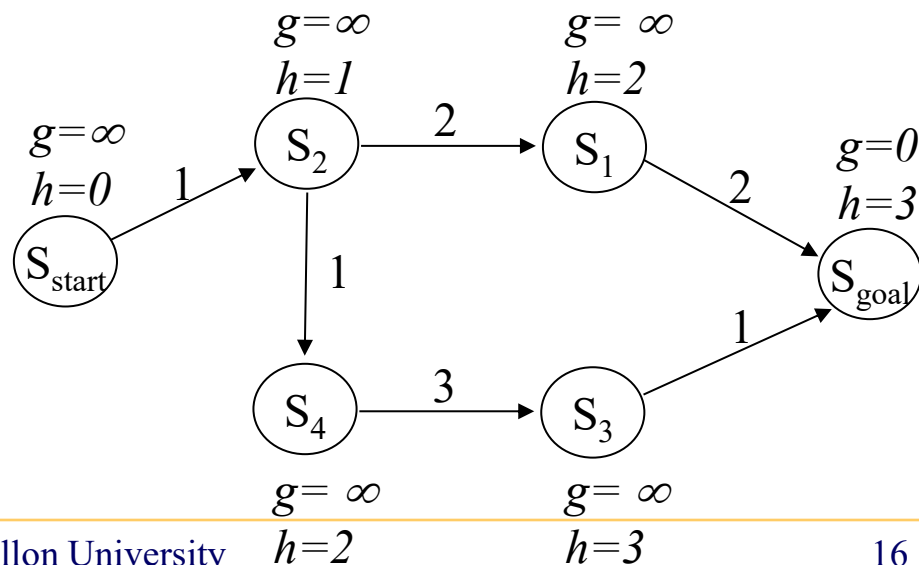 g=∞
h=1
g= ∞
h=2
g=∞
h=0
g=0
h=3
1
S2
2
S1
2
Sstart
1
Sgoal
1
S4
3
S3
g= ∞
h=2
g= ∞
h=3
llon University
16